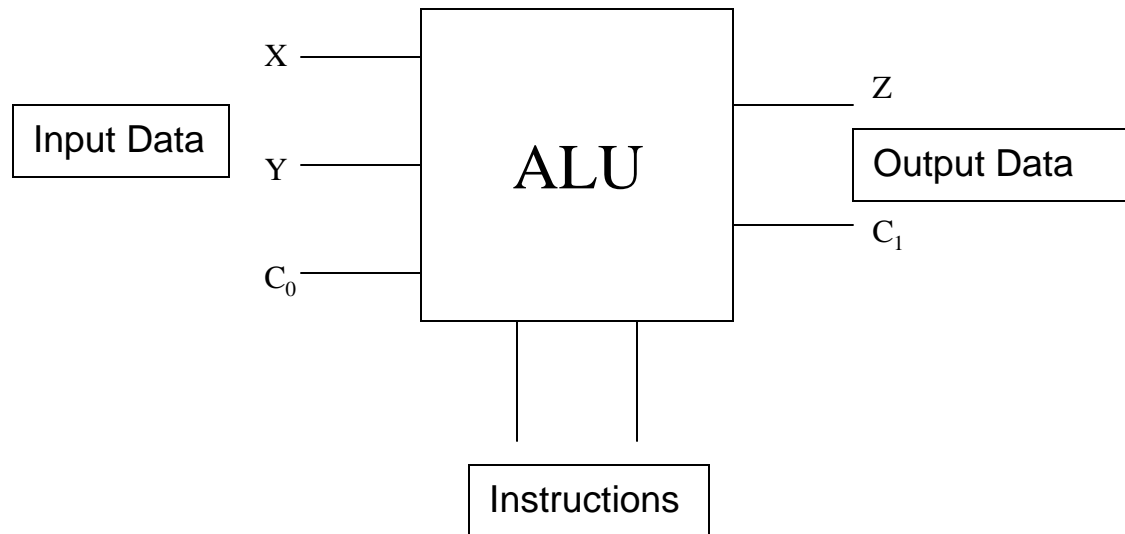 X
Z
Input Data
Output Data
Y
ALU
C₁
C₀
Instructions